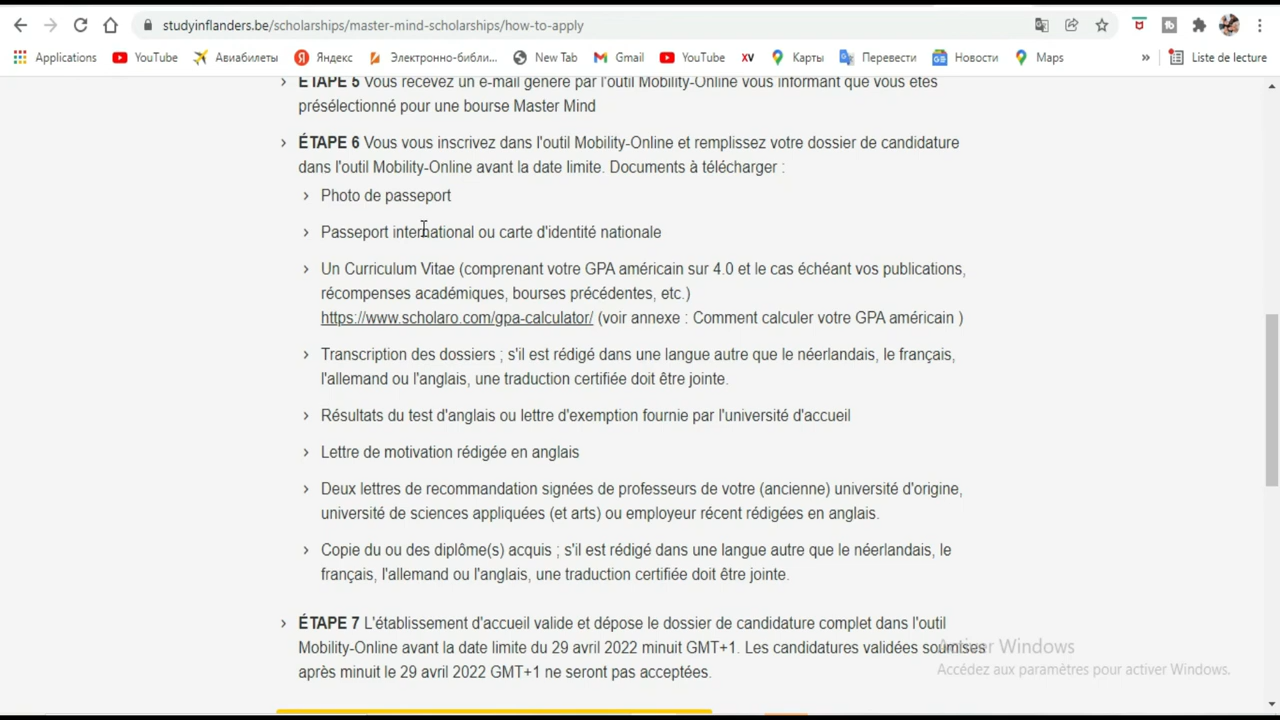 studyinflanders.be/scholarships/master-mind-scholarships/how-to-apply
Applications YouTube Авиабилеты Яндекс Электронно-библи... New Tab Gmail YouTube XV Карты Перевести Новости Maps » Liste de lecture
ÉTAPE 5 Vous recevez un e-mail généré par l'outil Mobility-Online vous informant que vous êtes
présélectionné pour une bourse Master Mind
ÉTAPE 6 Vous vous inscrivez dans l'outil Mobility-Online et remplissez votre dossier de candidature
dans l'outil Mobility-Online avant la date limite. Documents à télécharger :
Photo de passeport
Passeport international ou carte d'identité nationale
Un Curriculum Vitae (comprenant votre GPA américain sur 4.0 et le cas échéant vos publications,
récompenses académiques, bourses précédentes, etc.)
https://www.scholaro.com/gpa-calculator/ (voir annexe : Comment calculer votre GPA américain )
Transcription des dossiers ; s'il est rédigé dans une langue autre que le néerlandais, le français,
l'allemand ou l'anglais, une traduction certifiée doit être jointe.
Résultats du test d'anglais ou lettre d'exemption fournie par l'université d'accueil
Lettre de motivation rédigée en anglais
Deux lettres de recommandation signées de professeurs de votre (ancienne) université d'origine,
université de sciences appliquées (et arts) ou employeur récent rédigées en anglais.
Copie du ou des diplôme(s) acquis ; s'il est rédigé dans une langue autre que le néerlandais, le
français, l'allemand ou l'anglais, une traduction certifiée doit être jointe.
ÉTAPE 7 L'établissement d'accueil valide et dépose le dossier de candidature complet dans l'outil
Mobility-Online avant la date limite du 29 avril 2022 minuit GMT+1. Les candidatures validées soumises
après minuit le 29 avril 2022 GMT+1 ne seront pas acceptées.
Activer Windows
Accédez aux paramètres pour activer Windows.